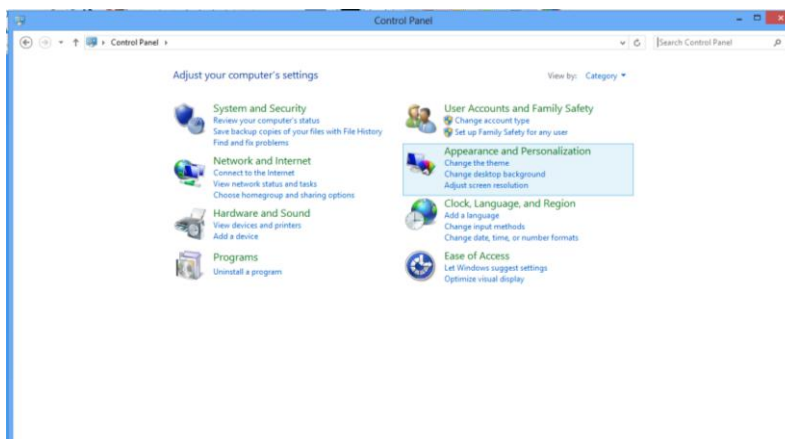 Control Panel
Control Panel
Search Control Panel
Adjust your computer's settings
View by: Category
System and Security
Review your computer's status
Save backup copies of your files with File History
Find and fix problems
Network and Internet
Connect to the Internet
View network status and tasks
Choose homegroup and sharing options
Hardware and Sound
View devices and printers
Add a device
Programs
Uninstall a program
User Accounts and Family Safety
Change account type
Set up Family Safety for any user
Appearance and Personalization
Change the theme
Change desktop background
Adjust screen resolution
Clock, Language, and Region
Add a language
Change input methods
Change date, time, or number formats
Ease of Access
Let Windows suggest settings
Optimize visual display